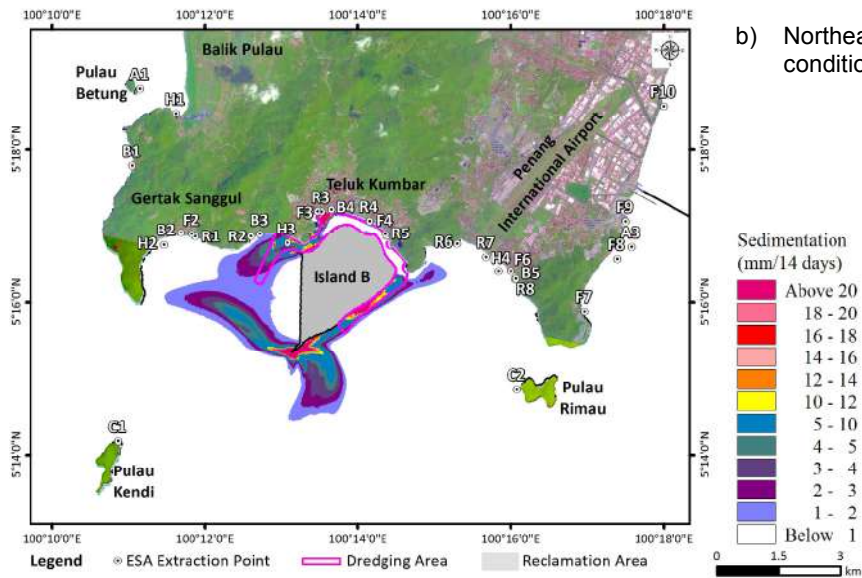 b) Northea
conditio
Balik Pulau
Pulau
Betung
A1
H1
F10
B1
Penang
International Airport
Gertak Sanggul
Teluk Kumbar
R3
F3
B4
R4
F4
R5
F9
A3
F8
B2
F2
H2
R1
R2
B3
H3
R6
R7
H4
F6
B5
R8
F7
Island B
C2
Pulau
Rimau
C1
Pulau
Kendi
5°18'0"N
5°16'0"N
5°14'0"N
5°18'0"N
5°16'0"N
5°14'0"N
100°10'0"E
100°12'0"E
100°14'0"E
100°16'0"E
100°18'0"E
100°10'0"E
100°12'0"E
100°14'0"E
100°16'0"E
100°18'0"E
Sedimentation
(mm/14 days)
Above 20
18 - 20
16 - 18
14 - 16
12 - 14
10 - 12
5 - 10
4 - 5
3 - 4
2 - 3
1 - 2
Below 1
Legend
ESA Extraction Point
Dredging Area
Reclamation Area
0 1.5 3
km